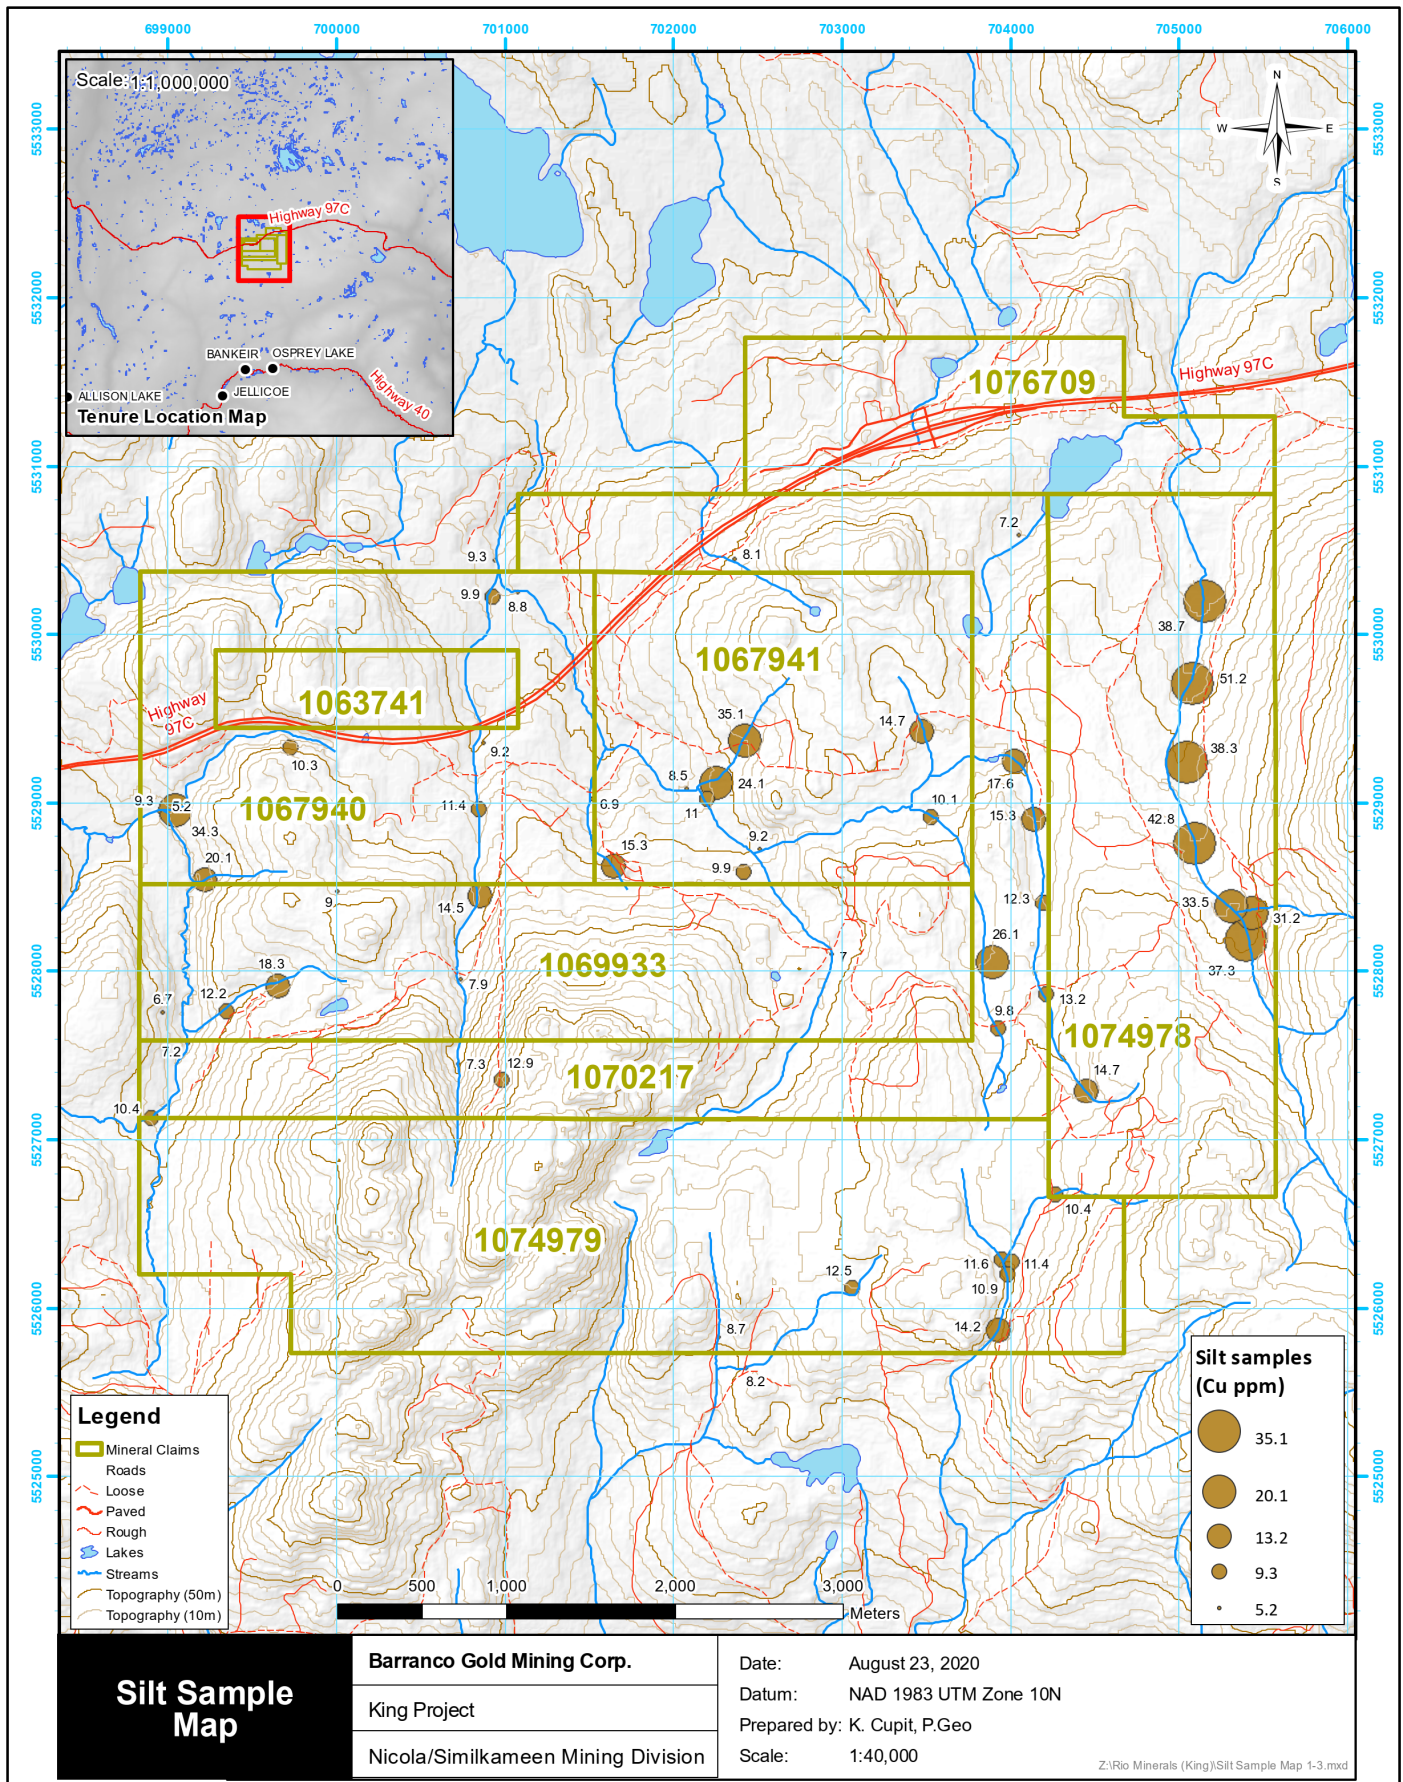 699000 700000 701000 702000 703000 704000 705000 706000
Scale: 1:1,000,000
Highway 97C
BANKEIR OSPREY LAKE
JELLICOE
ALLISON LAKE
Highway 40
Tenure Location Map
N
W E
S
5533000 5533000
5532000 5532000
Highway 97C
1076709
5531000 5531000
7.2
8.1
9.3
9.9
8.8
38.7
5530000 5530000
1067941
51.2
1063741
Highway
97C
35.1
14.7
38.3
9.2
10.3
8.5
24.1
17.6
9.3
5.2
1067940
11.4
6.9
11
10.1
5529000 5529000
15.3
42.8
34.3
9.2
15.3
20.1
9.9
9
14.5
12.3
33.5
31.2
26.1
7
1069933
18.3
37.3
5528000 5528000
7.9
12.2
6.7
13.2
9.8
1074978
7.2
7.3
12.9
1070217
14.7
10.4
5527000 5527000
10.4
1074979
11.6
11.4
12.5
10.9
5526000 5526000
8.7
14.2
8.2
Silt samples
(Cu ppm)
35.1
20.1
13.2
9.3
5.2
5525000 5525000
Legend
Mineral Claims
Roads
Loose
Paved
Rough
Lakes
Streams
Topography (50m)
Topography (10m)
0 500 1,000 2,000 3,000
Meters
Silt Sample
Map
Barranco Gold Mining Corp.
King Project
Nicola/Similkameen Mining Division
Date: August 23, 2020
Datum: NAD 1983 UTM Zone 10N
Prepared by: K. Cupit, P.Geo
Scale: 1:40,000
Z:\Rio Minerals (King)\Silt Sample Map 1-3.mxd